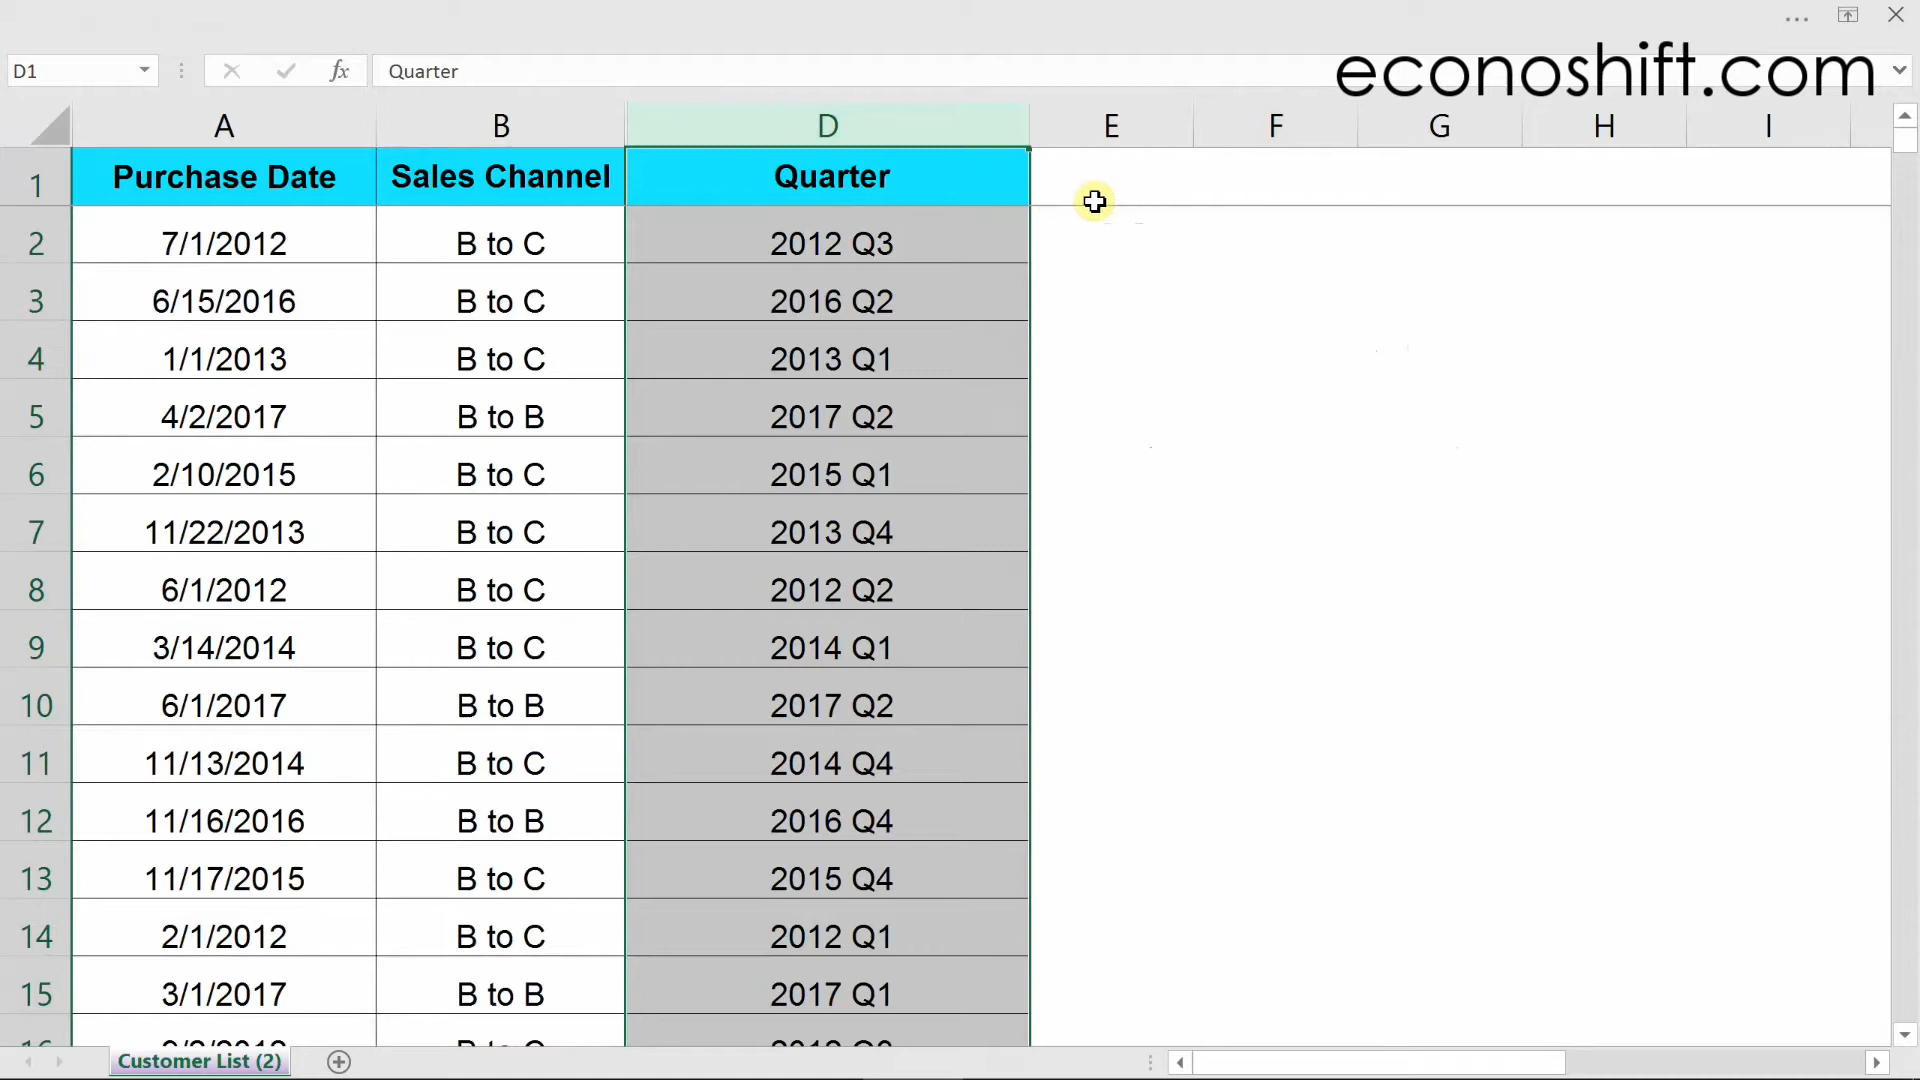 D1 fx Quarter
econoshift.com
A B D E F G H I
1 Purchase Date Sales Channel Quarter
2 7/1/2012 B to C 2012 Q3
3 6/15/2016 B to C 2016 Q2
4 1/1/2013 B to C 2013 Q1
5 4/2/2017 B to B 2017 Q2
6 2/10/2015 B to C 2015 Q1
7 11/22/2013 B to C 2013 Q4
8 6/1/2012 B to C 2012 Q2
9 3/14/2014 B to C 2014 Q1
10 6/1/2017 B to B 2017 Q2
11 11/13/2014 B to C 2014 Q4
12 11/16/2016 B to B 2016 Q4
13 11/17/2015 B to C 2015 Q4
14 2/1/2012 B to C 2012 Q1
15 3/1/2017 B to B 2017 Q1
Customer List (2)